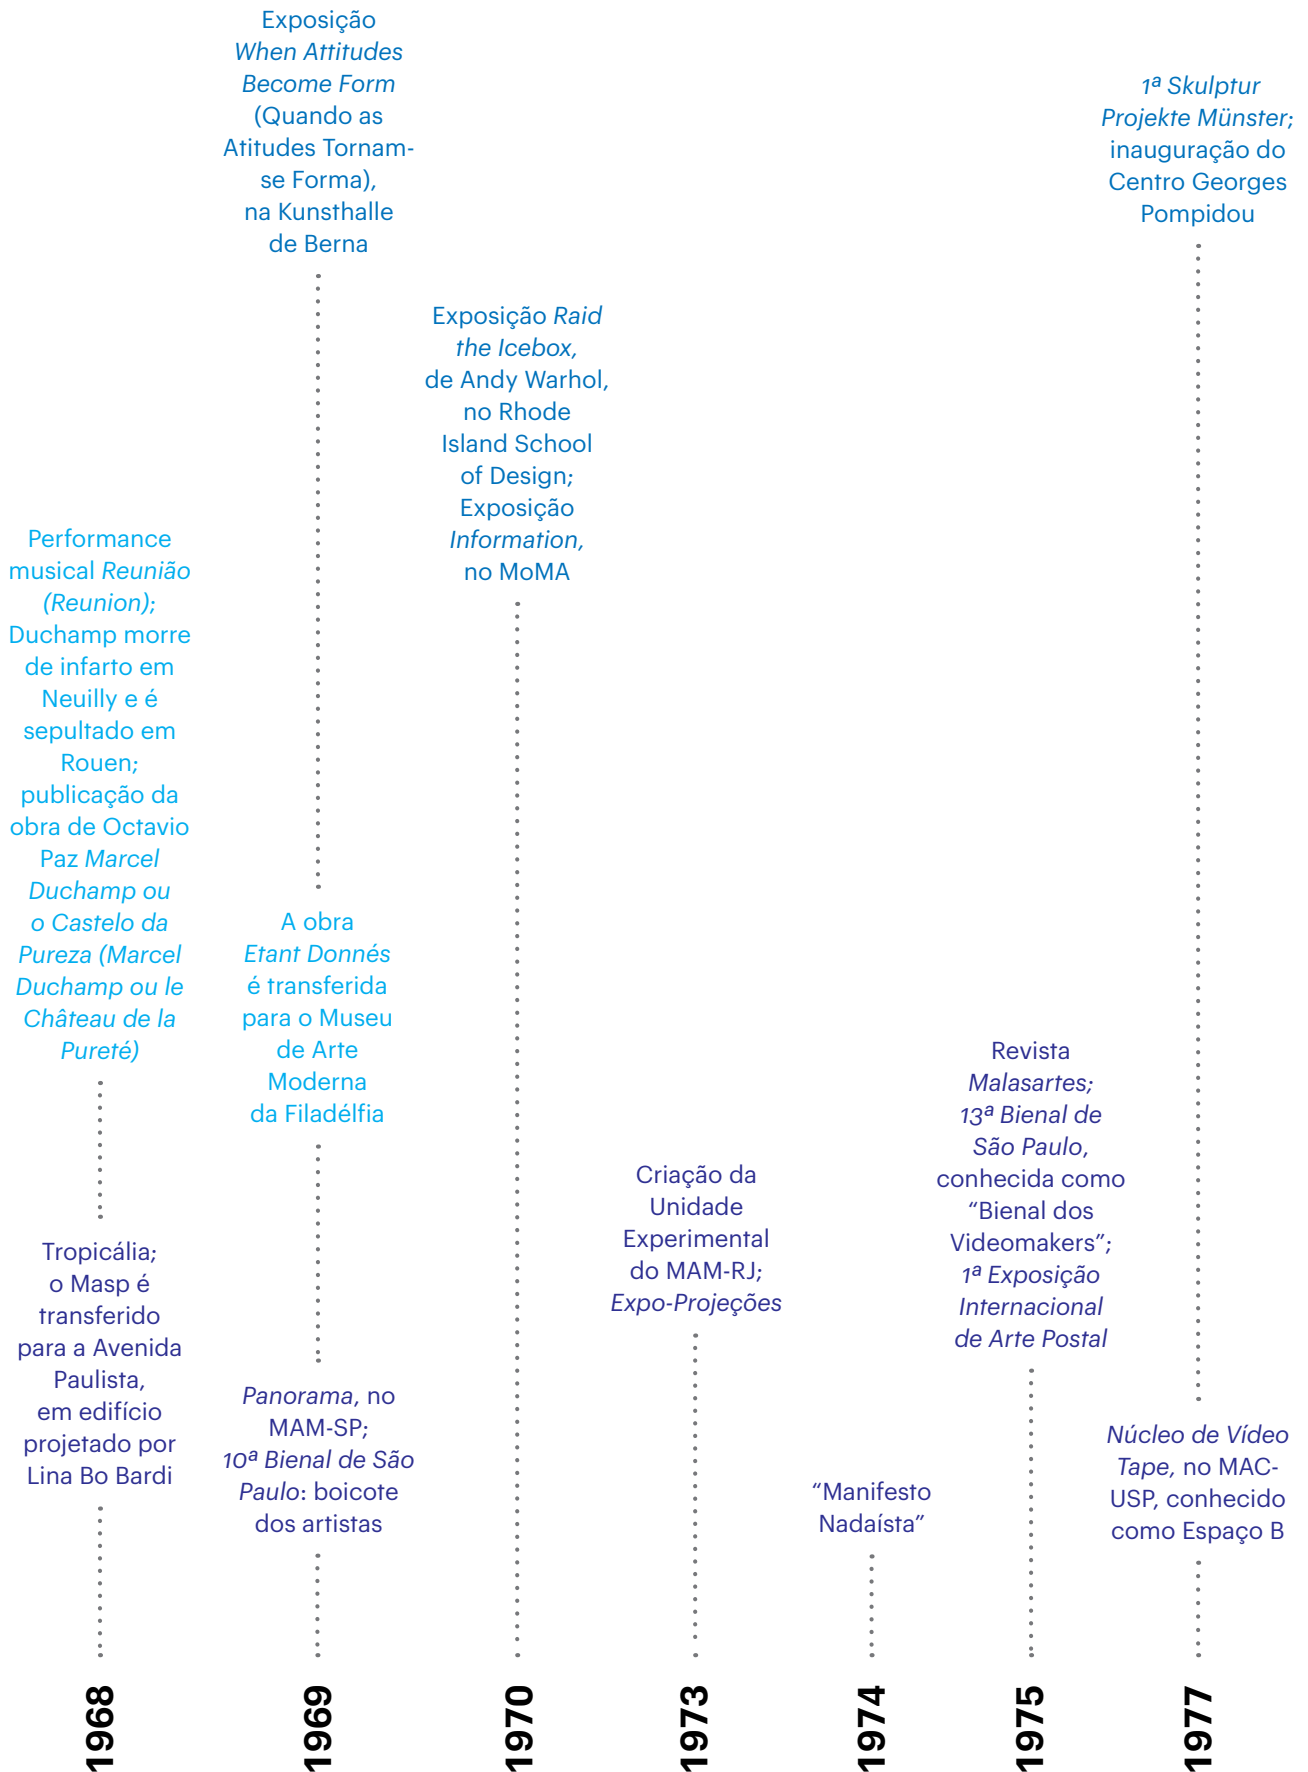 Exposição
When Attitudes
Become Form
(Quando as
Atitudes Tornam-
se Forma),
na Kunsthalle
de Berna
1ª Skulptur
Projekte Münster;
inauguração do
Centro Georges
Pompidou
Exposição Raid
the Icebox,
de Andy Warhol,
no Rhode
Island School
of Design;
Exposição
Information,
no MoMA
Performance
musical Reunião
(Reunion);
Duchamp morre
de infarto em
Neuilly e é
sepultado em
Rouen;
publicação da
obra de Octavio
Paz Marcel
Duchamp ou
o Castelo da
Pureza (Marcel
Duchamp ou le
Château de la
Pureté)
A obra
Etant Donnés
é transferida
para o Museu
de Arte
Moderna
da Filadélfia
Revista
Malasartes;
13ª Bienal de
São Paulo,
conhecida como
“Bienal dos
Videomakers”;
1ª Exposição
Internacional
de Arte Postal
Criação da
Unidade
Experimental
do MAM-RJ;
Expo-Projeções
Tropicália;
o Masp é
transferido
para a Avenida
Paulista,
em edifício
projetado por
Lina Bo Bardi
Panorama, no
MAM-SP;
10ª Bienal de São
Paulo: boicote
dos artistas
“Manifesto
Nadaísta”
Núcleo de Vídeo
Tape, no MAC-
USP, conhecido
como Espaço B
1968
1969
1970
1973
1974
1975
1977